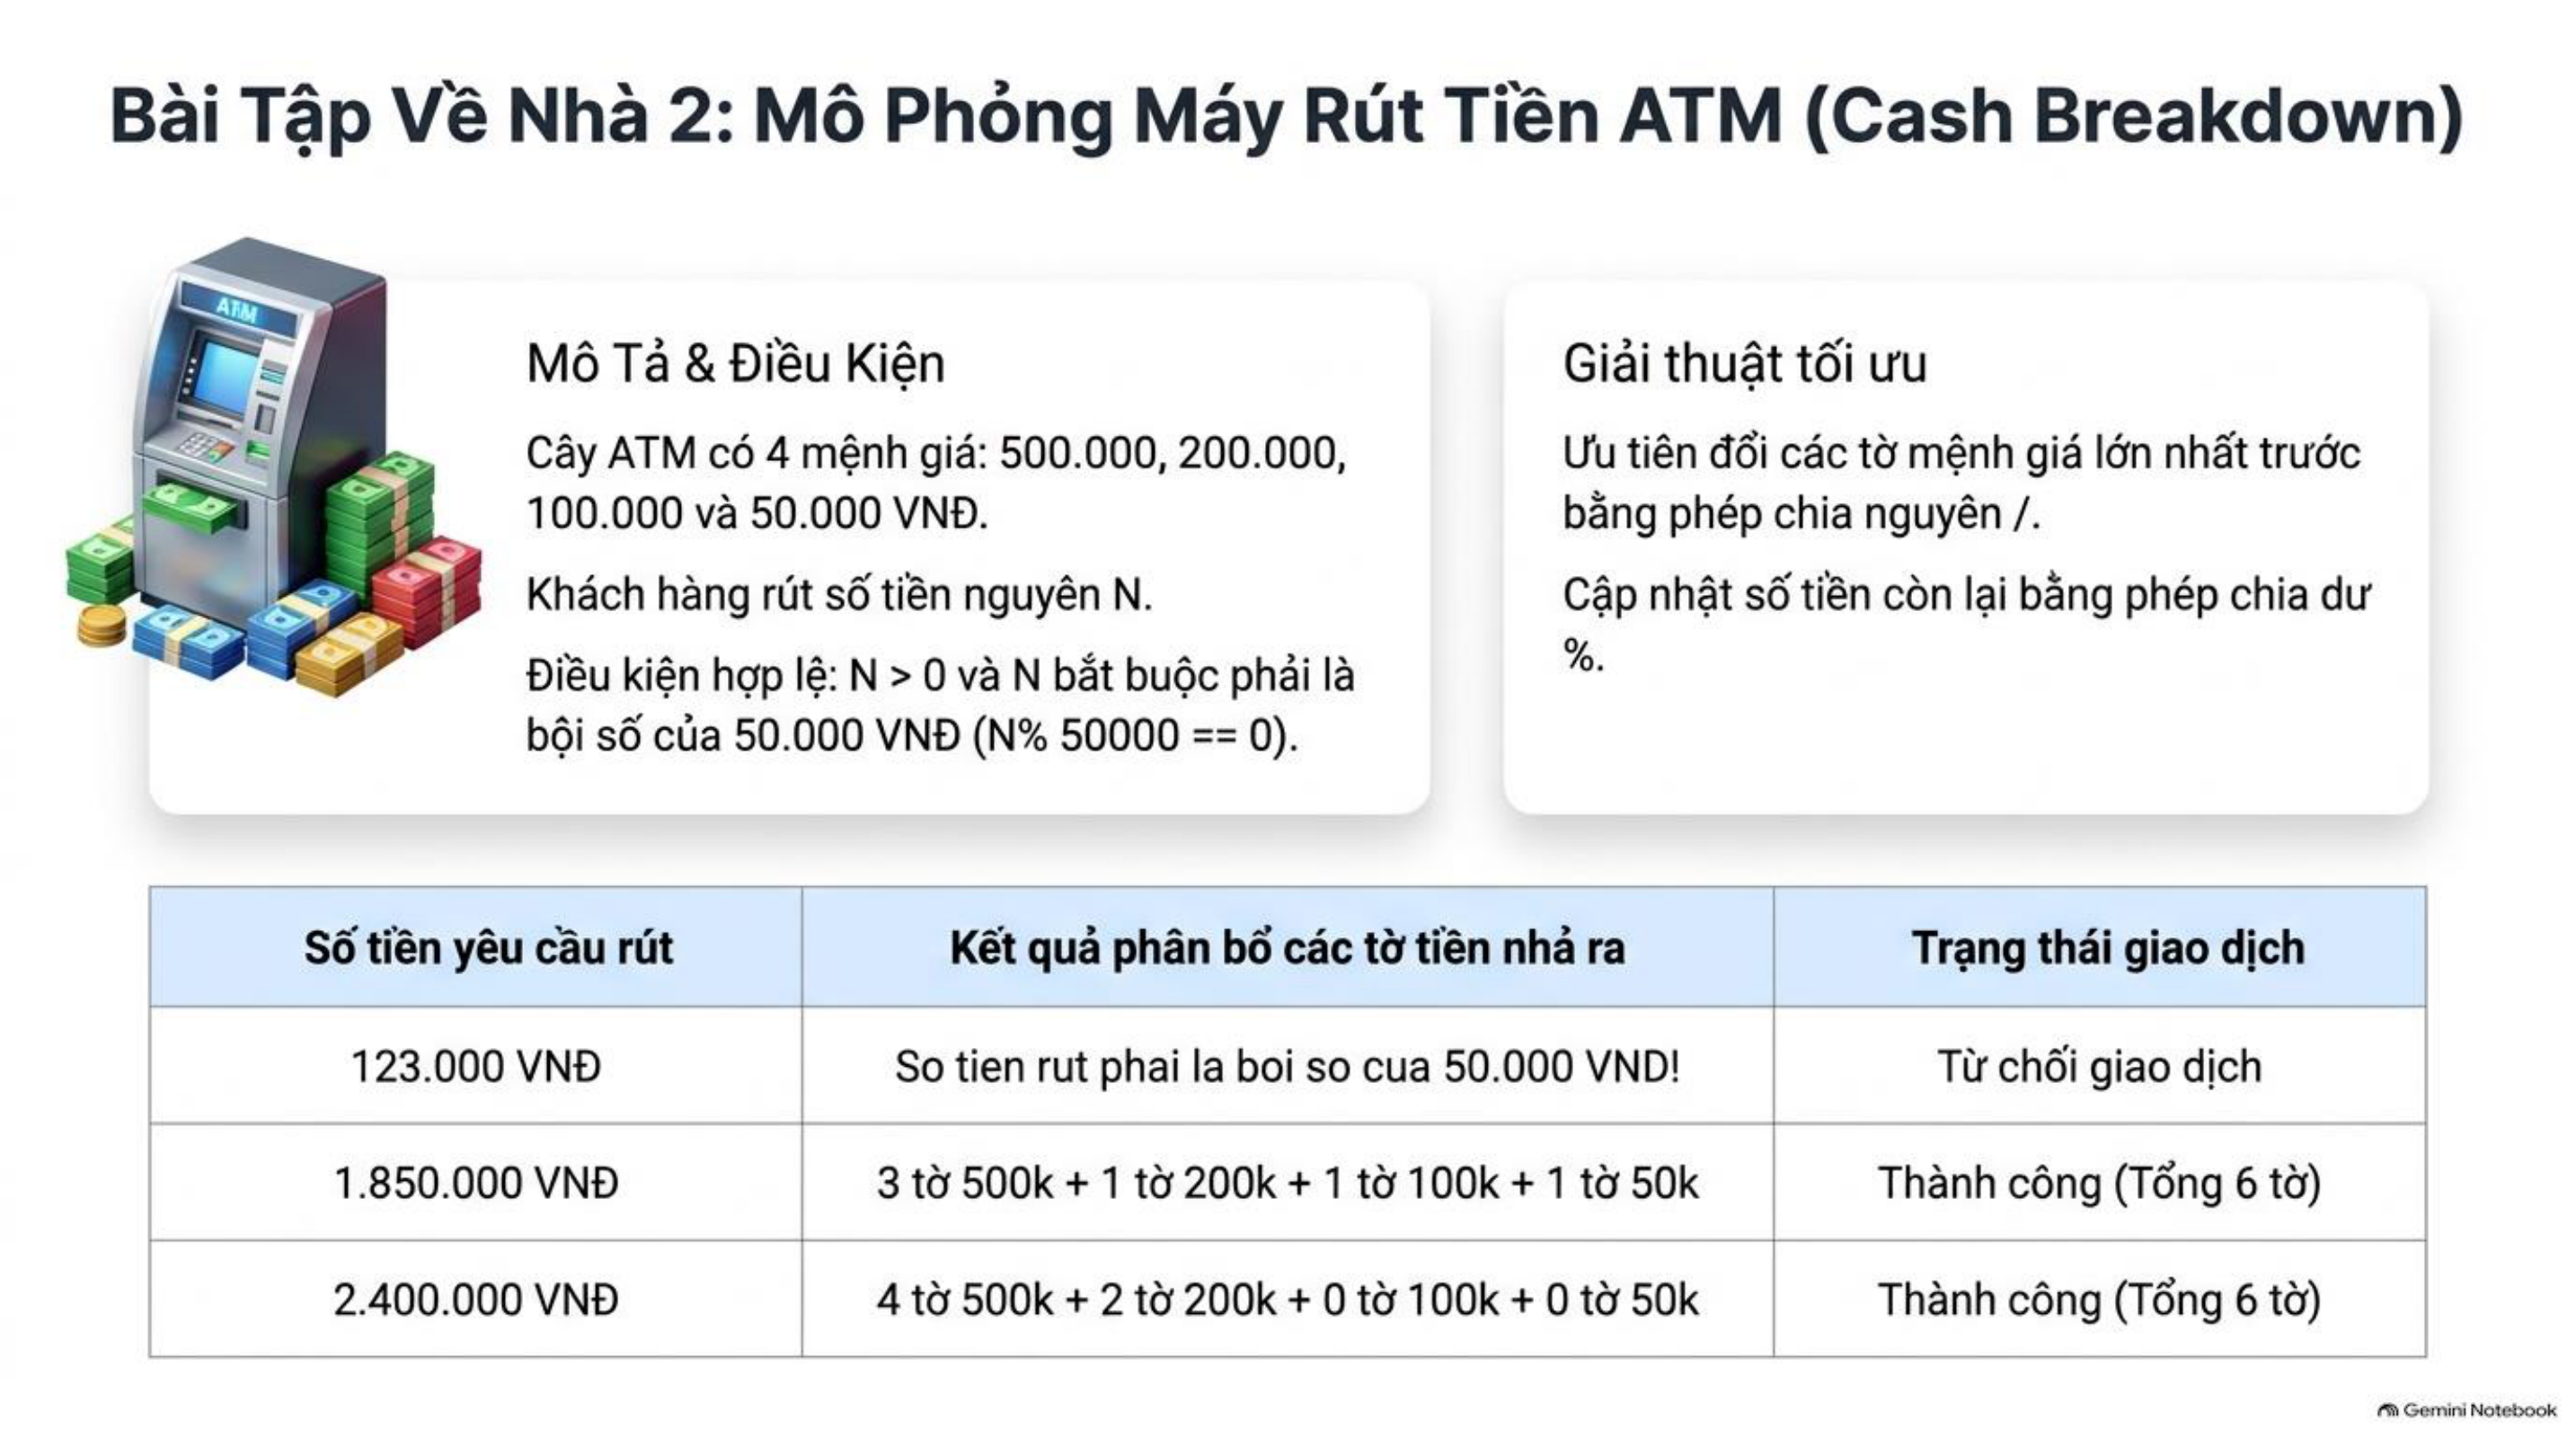 Bài Tập Về Nhà 2: Mô Phỏng Máy Rút Tiền ATM (Cash Breakdown)
ATM
Mô Tả & Điều Kiện
Cây ATM có 4 mệnh giá: 500.000, 200.000,
100.000 và 50.000 VNĐ.
Khách hàng rút số tiền nguyên N.
Điều kiện hợp lệ: N > 0 và N bắt buộc phải là
bội số của 50.000 VNĐ (N% 50000 == 0).
Giải thuật tối ưu
Ưu tiên đổi các tờ mệnh giá lớn nhất trước
bằng phép chia nguyên /.
Cập nhật số tiền còn lại bằng phép chia dư
%.
Số tiền yêu cầu rút
Kết quả phân bổ các tờ tiền nhả ra
Trạng thái giao dịch
123.000 VNĐ
So tien rut phai la boi so cua 50.000 VND!
Từ chối giao dịch
1.850.000 VNĐ
3 tờ 500k + 1 tờ 200k + 1 tờ 100k + 1 tờ 50k
Thành công (Tổng 6 tờ)
2.400.000 VNĐ
4 tờ 500k + 2 tờ 200k + 0 tờ 100k + 0 tờ 50k
Thành công (Tổng 6 tờ)
Gemini Notebook